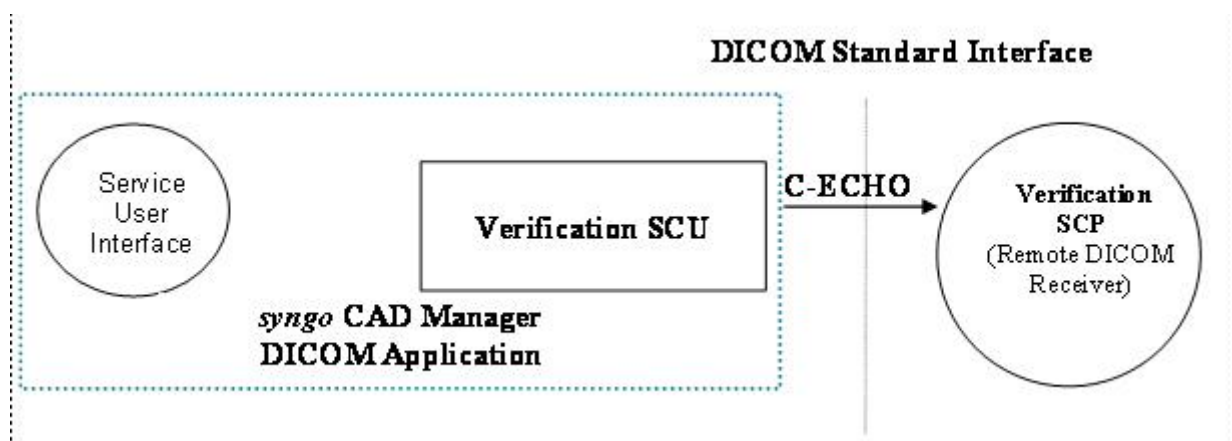 DICOM Standard Interface
Service
User
Interface
Verification SCU
C-ECHO
Verification
SCP
(Remote DICOM
Receiver)
syngo CAD Manager
DICOM Application